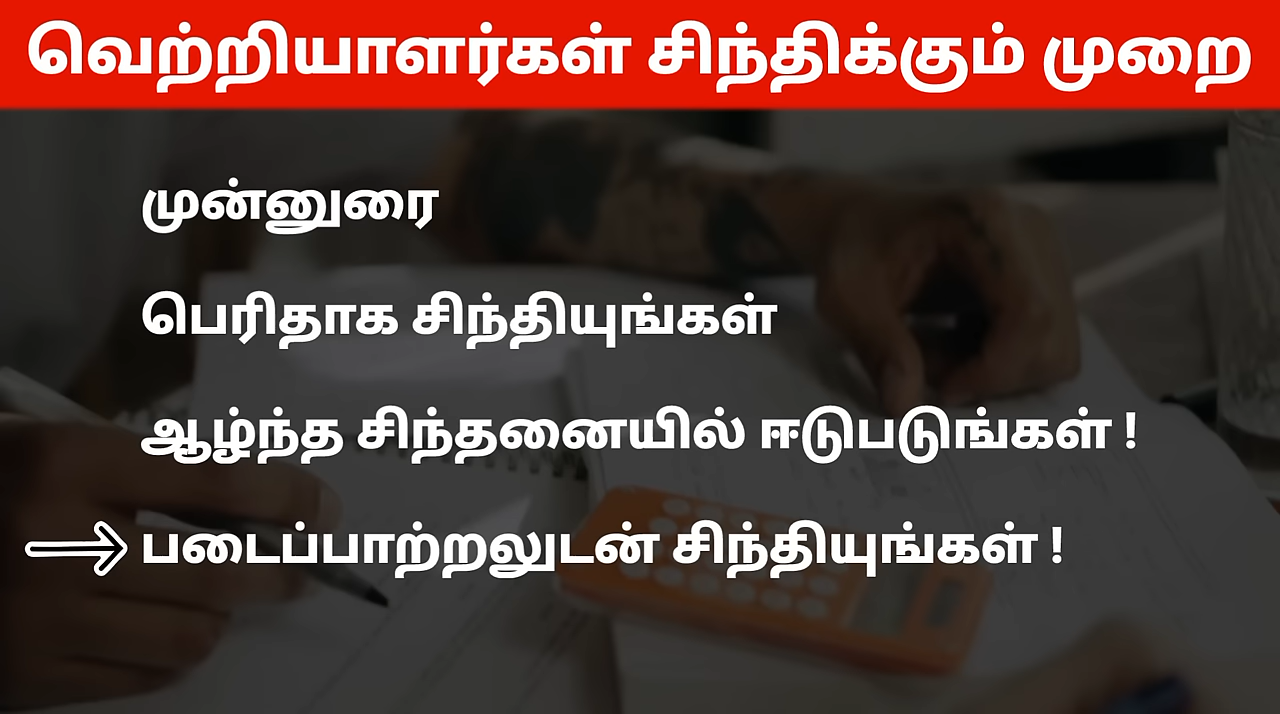 வெற்றியாளர்கள் சிந்திக்கும் முறை
முன்னுரை
பெரிதாக சிந்தியுங்கள்
ஆழ்ந்த சிந்தனையில் ஈடுபடுங்கள் !
படைப்பாற்றலுடன் சிந்தியுங்கள் !